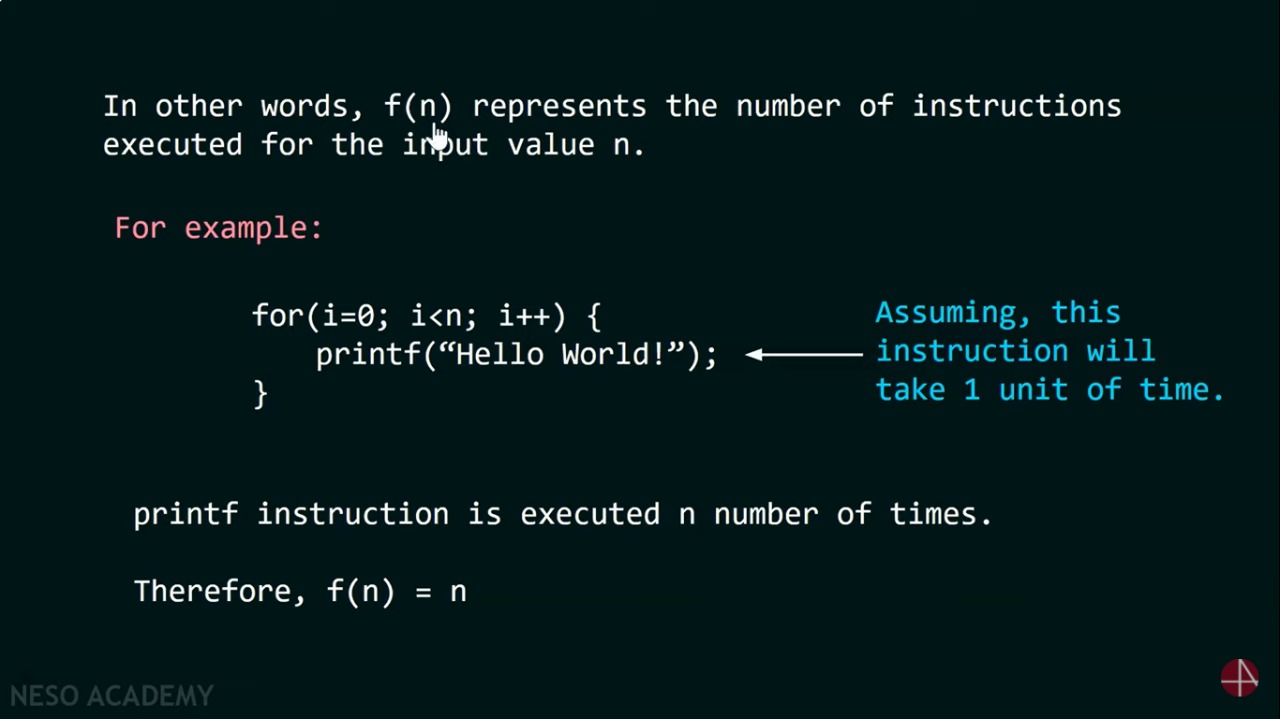 In other words, f(n) represents the number of instructions
executed for the input value n.
For example:
for(i=0; i<n; i++) {
printf(“Hello World!”);
}
Assuming, this
instruction will
take 1 unit of time.
printf instruction is executed n number of times.
Therefore, f(n) = n
NESO ACADEMY